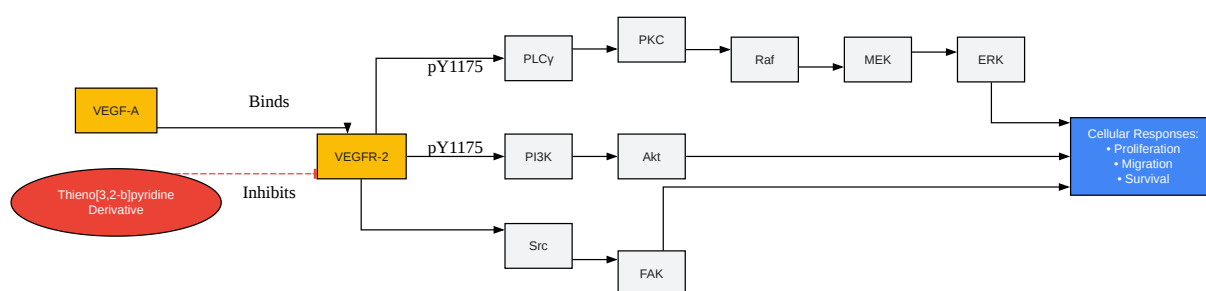 VEGF-A
Binds
Thieno[3,2-b]pyridine
Derivative
Inhibits
VEGFR-2
pY1175
PLCγ
PKC
Raf
MEK
ERK
pY1175
PI3K
Akt
Src
FAK
Cellular Responses:
• Proliferation
• Migration
• Survival